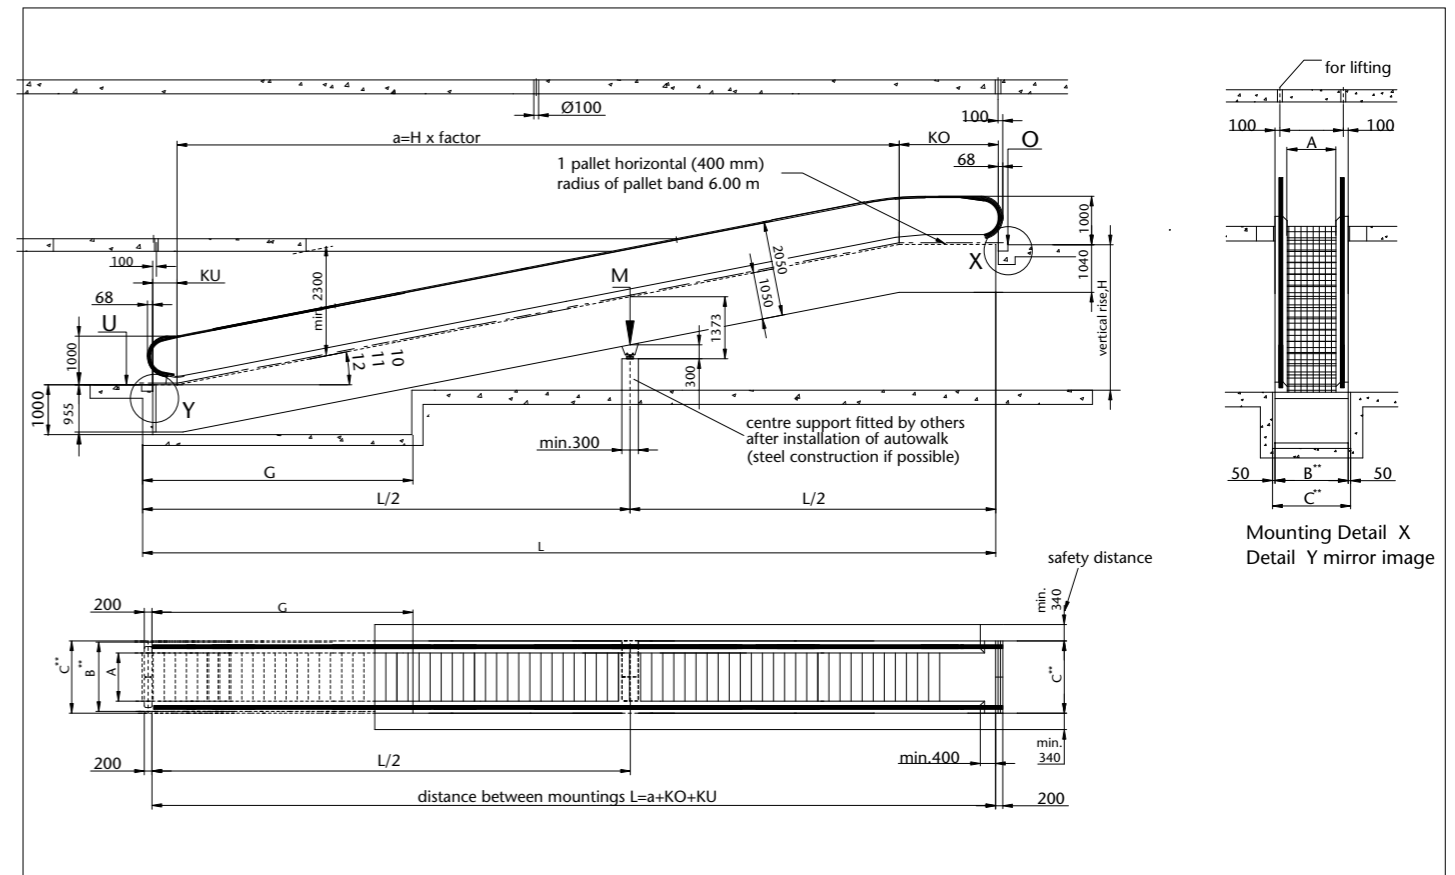 for lifting
Ø100
100
100
100
a=H x factor
KO
O
A
1 pallet horizontal (400 mm)
68
radius of pallet band 6.00 m
1000
2050
X
1040
100
KU
M
min. 2300
1050
68
U
1373
vertical rise,H
1000
10
11
12
300
1000
955
Y
centre support fitted by others
min.300
after installation of autowalk
(steel construction if possible)
G
50
B**
50
L/2
L/2
C**
Mounting Detail X
L
Detail Y mirror image
safety distance
200
G
min.
340
C**
B**
A
C**
200
L/2
min.400
min.
340
distance between mountings L=a+KO+KU
200